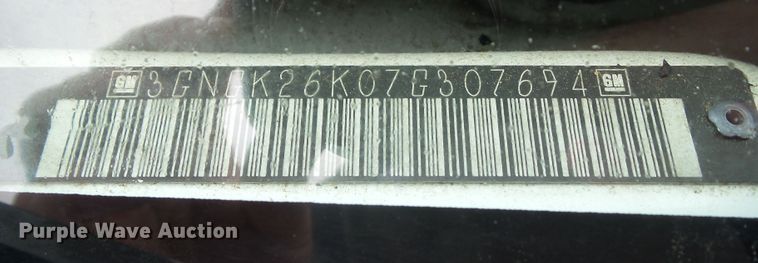 GM 3GNGK26K07G307694 GM
Purple Wave Auction